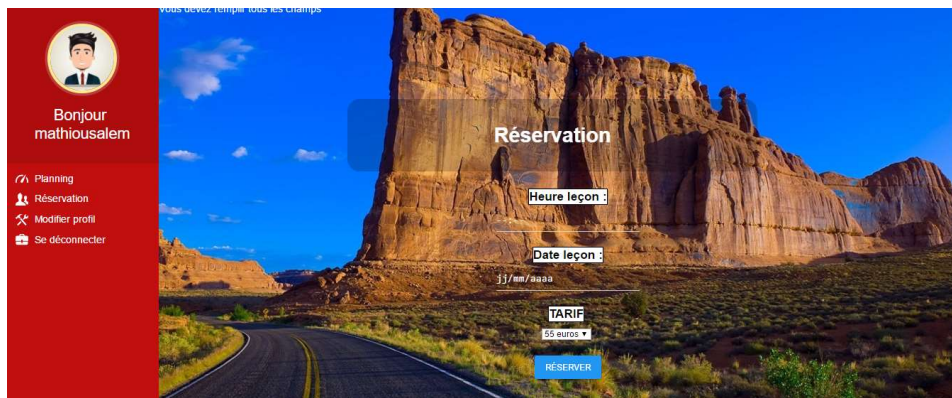 Vous devez remplir tous les champs
Bonjour
mathiousalem
Planning
Réservation
Modifier profil
Se déconnecter
Réservation
Heure leçon :
Date leçon :
jj/mm/aaaa
TARIF
55 euros
RÉSERVER